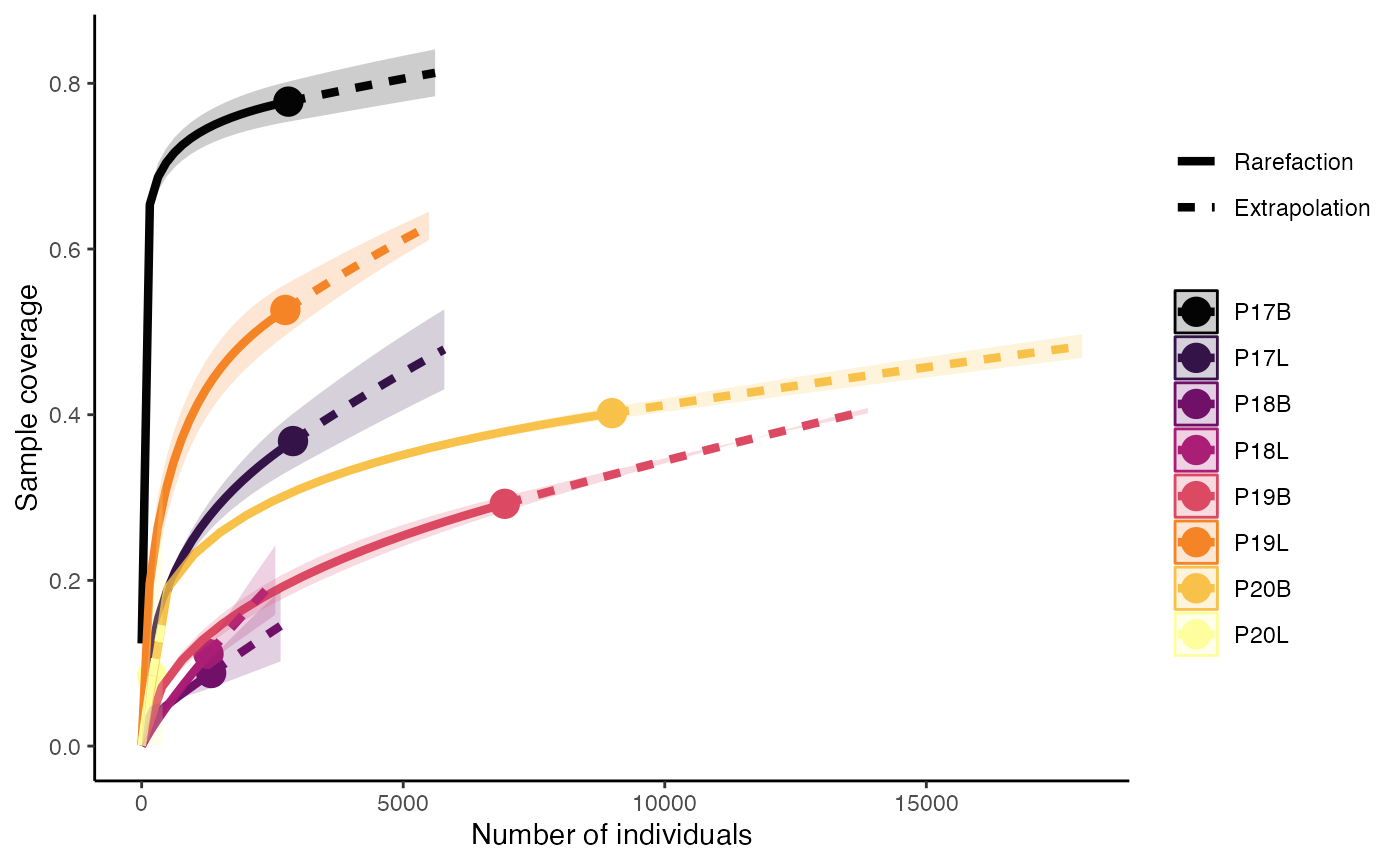 Sample coverage
0.8
0.6
0.4
0.2
0.0
0
5000
10000
15000
Number of individuals
Rarefaction
Extrapolation
P17B
P17L
P18B
P18L
P19B
P19L
P20B
P20L